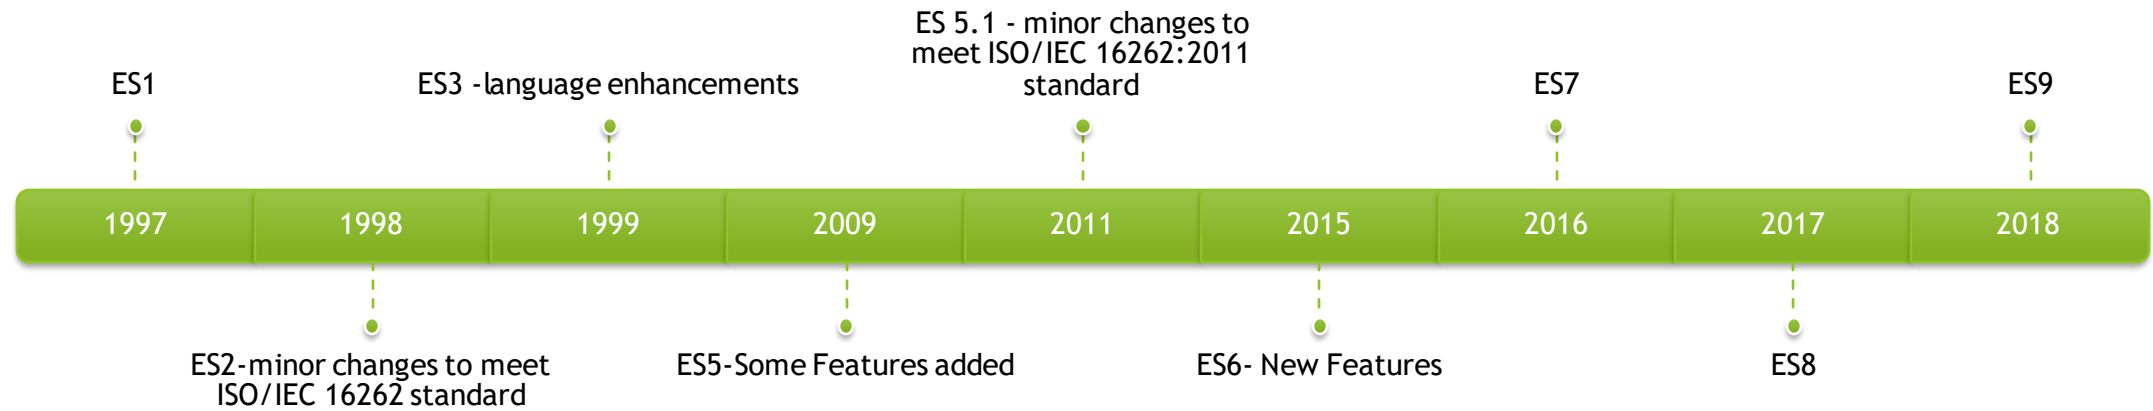 ES 5.1 - minor changes to
meet ISO/IEC 16262:2011
standard
ES1
ES3 -language enhancements
ES7
ES9
1997
1998
1999
2009
2011
2015
2016
2017
2018
ES2-minor changes to meet
ISO/IEC 16262 standard
ES5-Some Features added
ES6- New Features
ES8